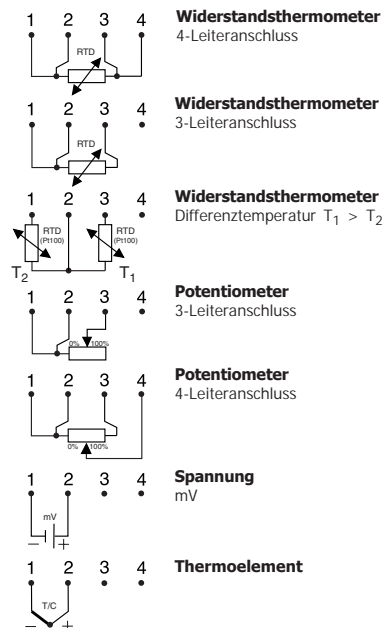 1 2 3 4
RTD
Widerstandsthermometer
4-Leiteranschluss
1 2 3 4
RTD
Widerstandsthermometer
3-Leiteranschluss
1 2 3 4
RTD
(Pt100)
RTD
(Pt100)
T2
T1
Widerstandsthermometer
Differenztemperatur T1 > T2
1 2 3 4
0% 100%
Potentiometer
3-Leiteranschluss
1 2 3 4
0% 100%
Potentiometer
4-Leiteranschluss
1 2 3 4
mV
− +
Spannung
mV
1 2 3 4
T/C
− +
Thermoelement